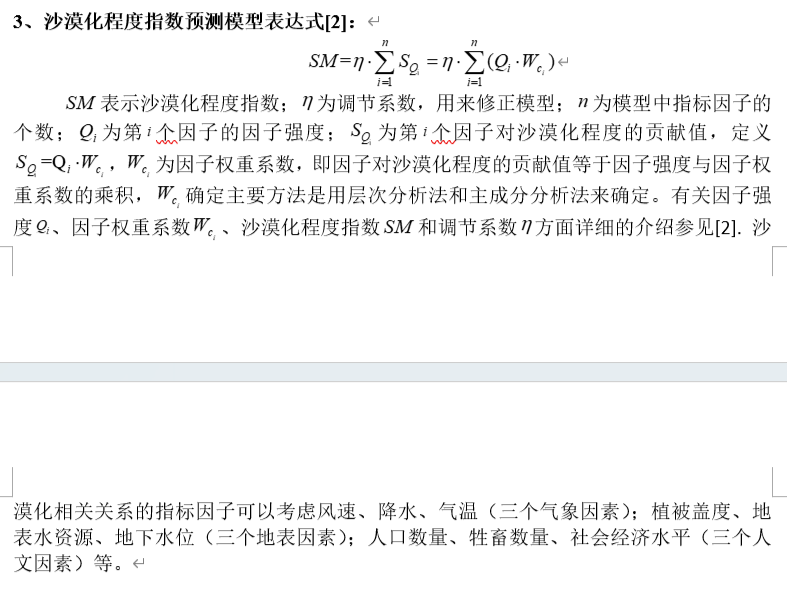 3、沙漠化程度指数预测模型表达式[2]：
SM=η·∑_{i=1}^{n} S_{Q_i} = η·∑_{i=1}^{n}(Q_i·W_{c_i})
SM 表示沙漠化程度指数；η为调节系数，用来修正模型；n 为模型中指标因子的
个数；Q_i 为第 i 个因子的因子强度；S_{Q_i} 为第 i 个因子对沙漠化程度的贡献值，定义
S_{Q_i}=Q_i·W_{c_i}，W_{c_i} 为因子权重系数，即因子对沙漠化程度的贡献值等于因子强度与因子权
重系数的乘积，W_{c_i} 确定主要方法是用层次分析法和主成分分析法来确定。有关因子强
度 Q_i、因子权重系数W_{c_i}、沙漠化程度指数 SM 和调节系数η方面详细的介绍参见[2]. 沙
漠化相关关系的指标因子可以考虑风速、降水、气温（三个气象因素）；植被盖度、地
表水资源、地下水位（三个地表因素）；人口数量、牲畜数量、社会经济水平（三个人
文因素）等。